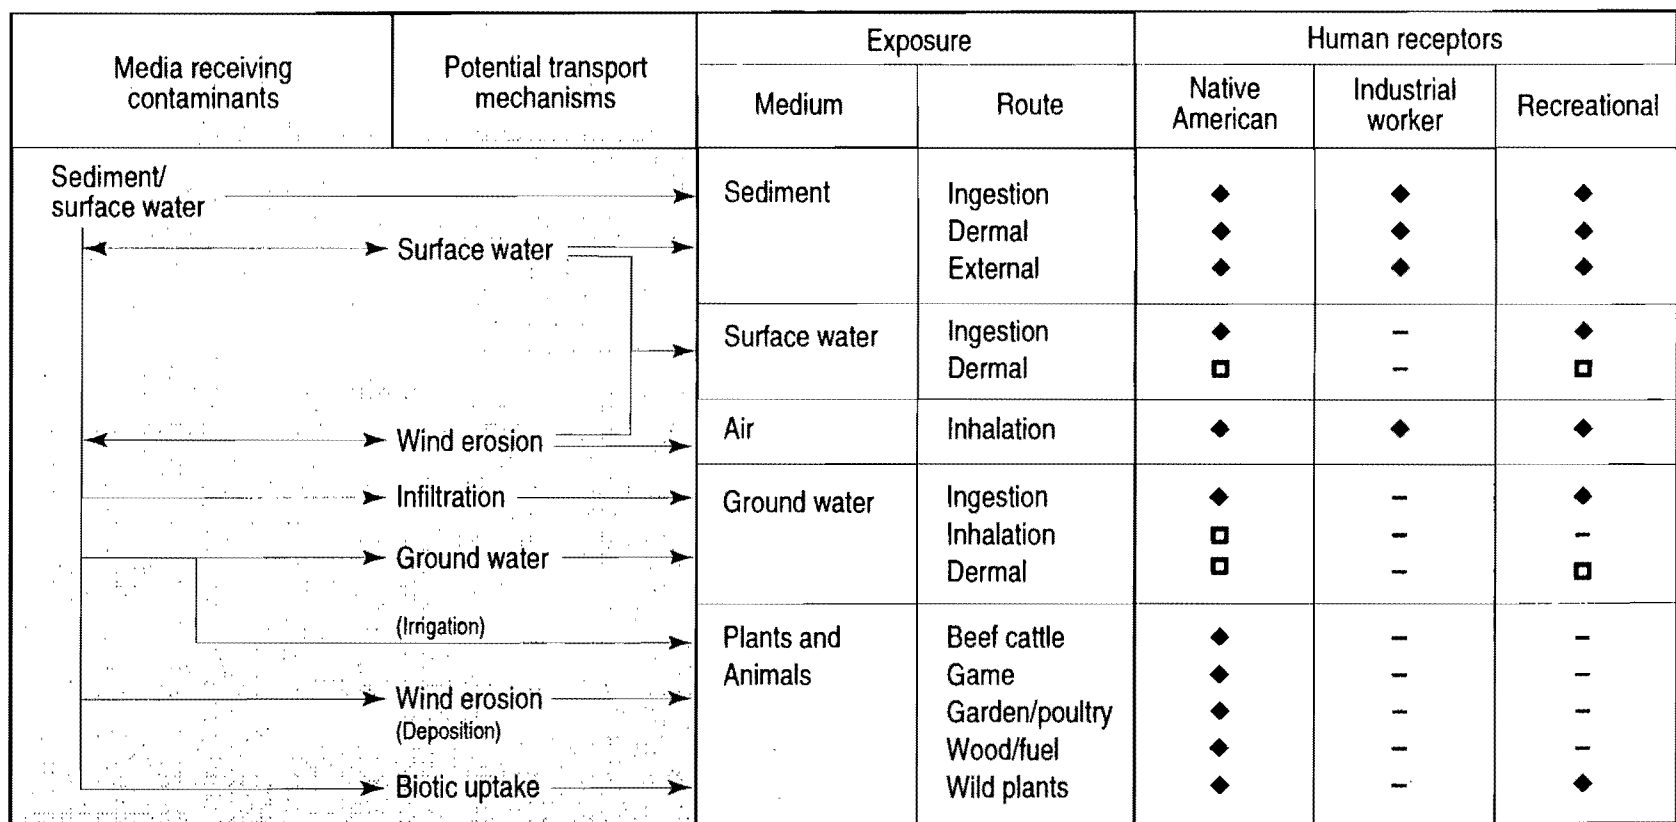 Media receiving
contaminants
Potential transport
mechanisms
Exposure
Human receptors
Medium
Route
Native
American
Industrial
worker
Recreational
Sediment/
surface water
Surface water
Wind erosion
Infiltration
Ground water
(Irrigation)
Wind erosion
(Deposition)
Biotic uptake
Sediment
Ingestion
Dermal
External
Surface water
Ingestion
Dermal
Air
Inhalation
Ground water
Ingestion
Inhalation
Dermal
Plants and
Animals
Beef cattle
Game
Garden/poultry
Wood/fuel
Wild plants